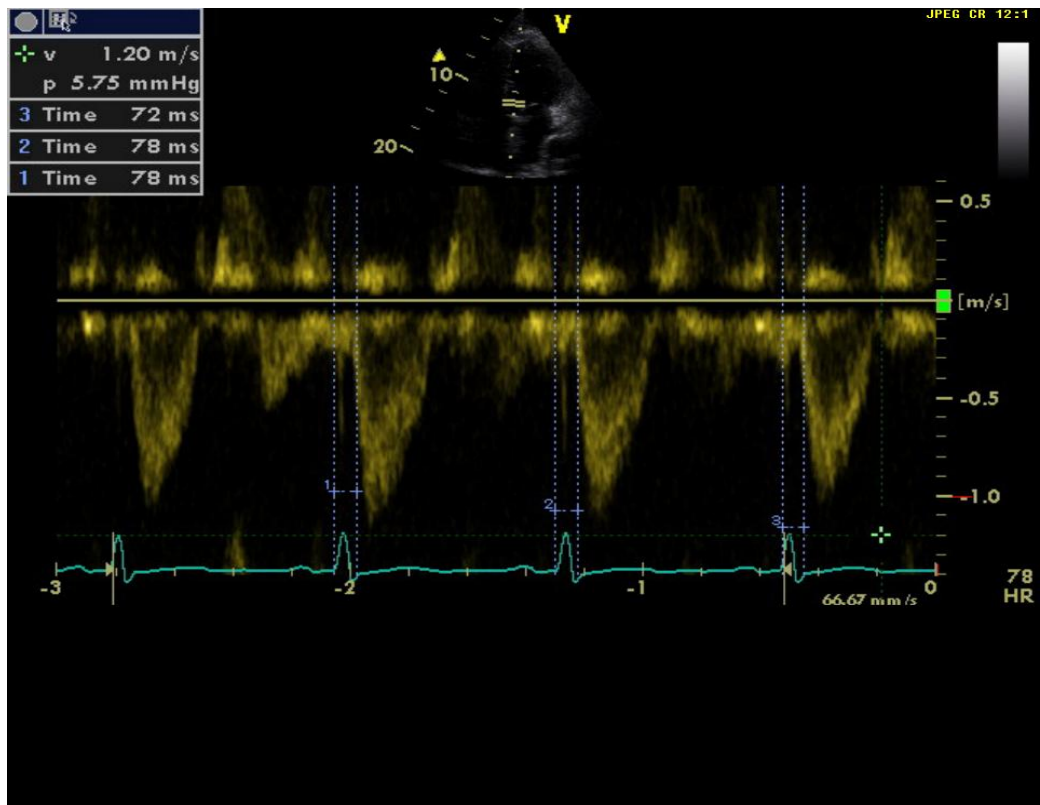 JPEG CR 12:1
V
v 1.20 m/s
p 5.75 mmHg
3 Time 72 ms
2 Time 78 ms
1 Time 78 ms
10
20
0.5
[m/s]
-0.5
-1.0
1
2
3
-3
-2
-1
0
66.67 mm/s
78
HR